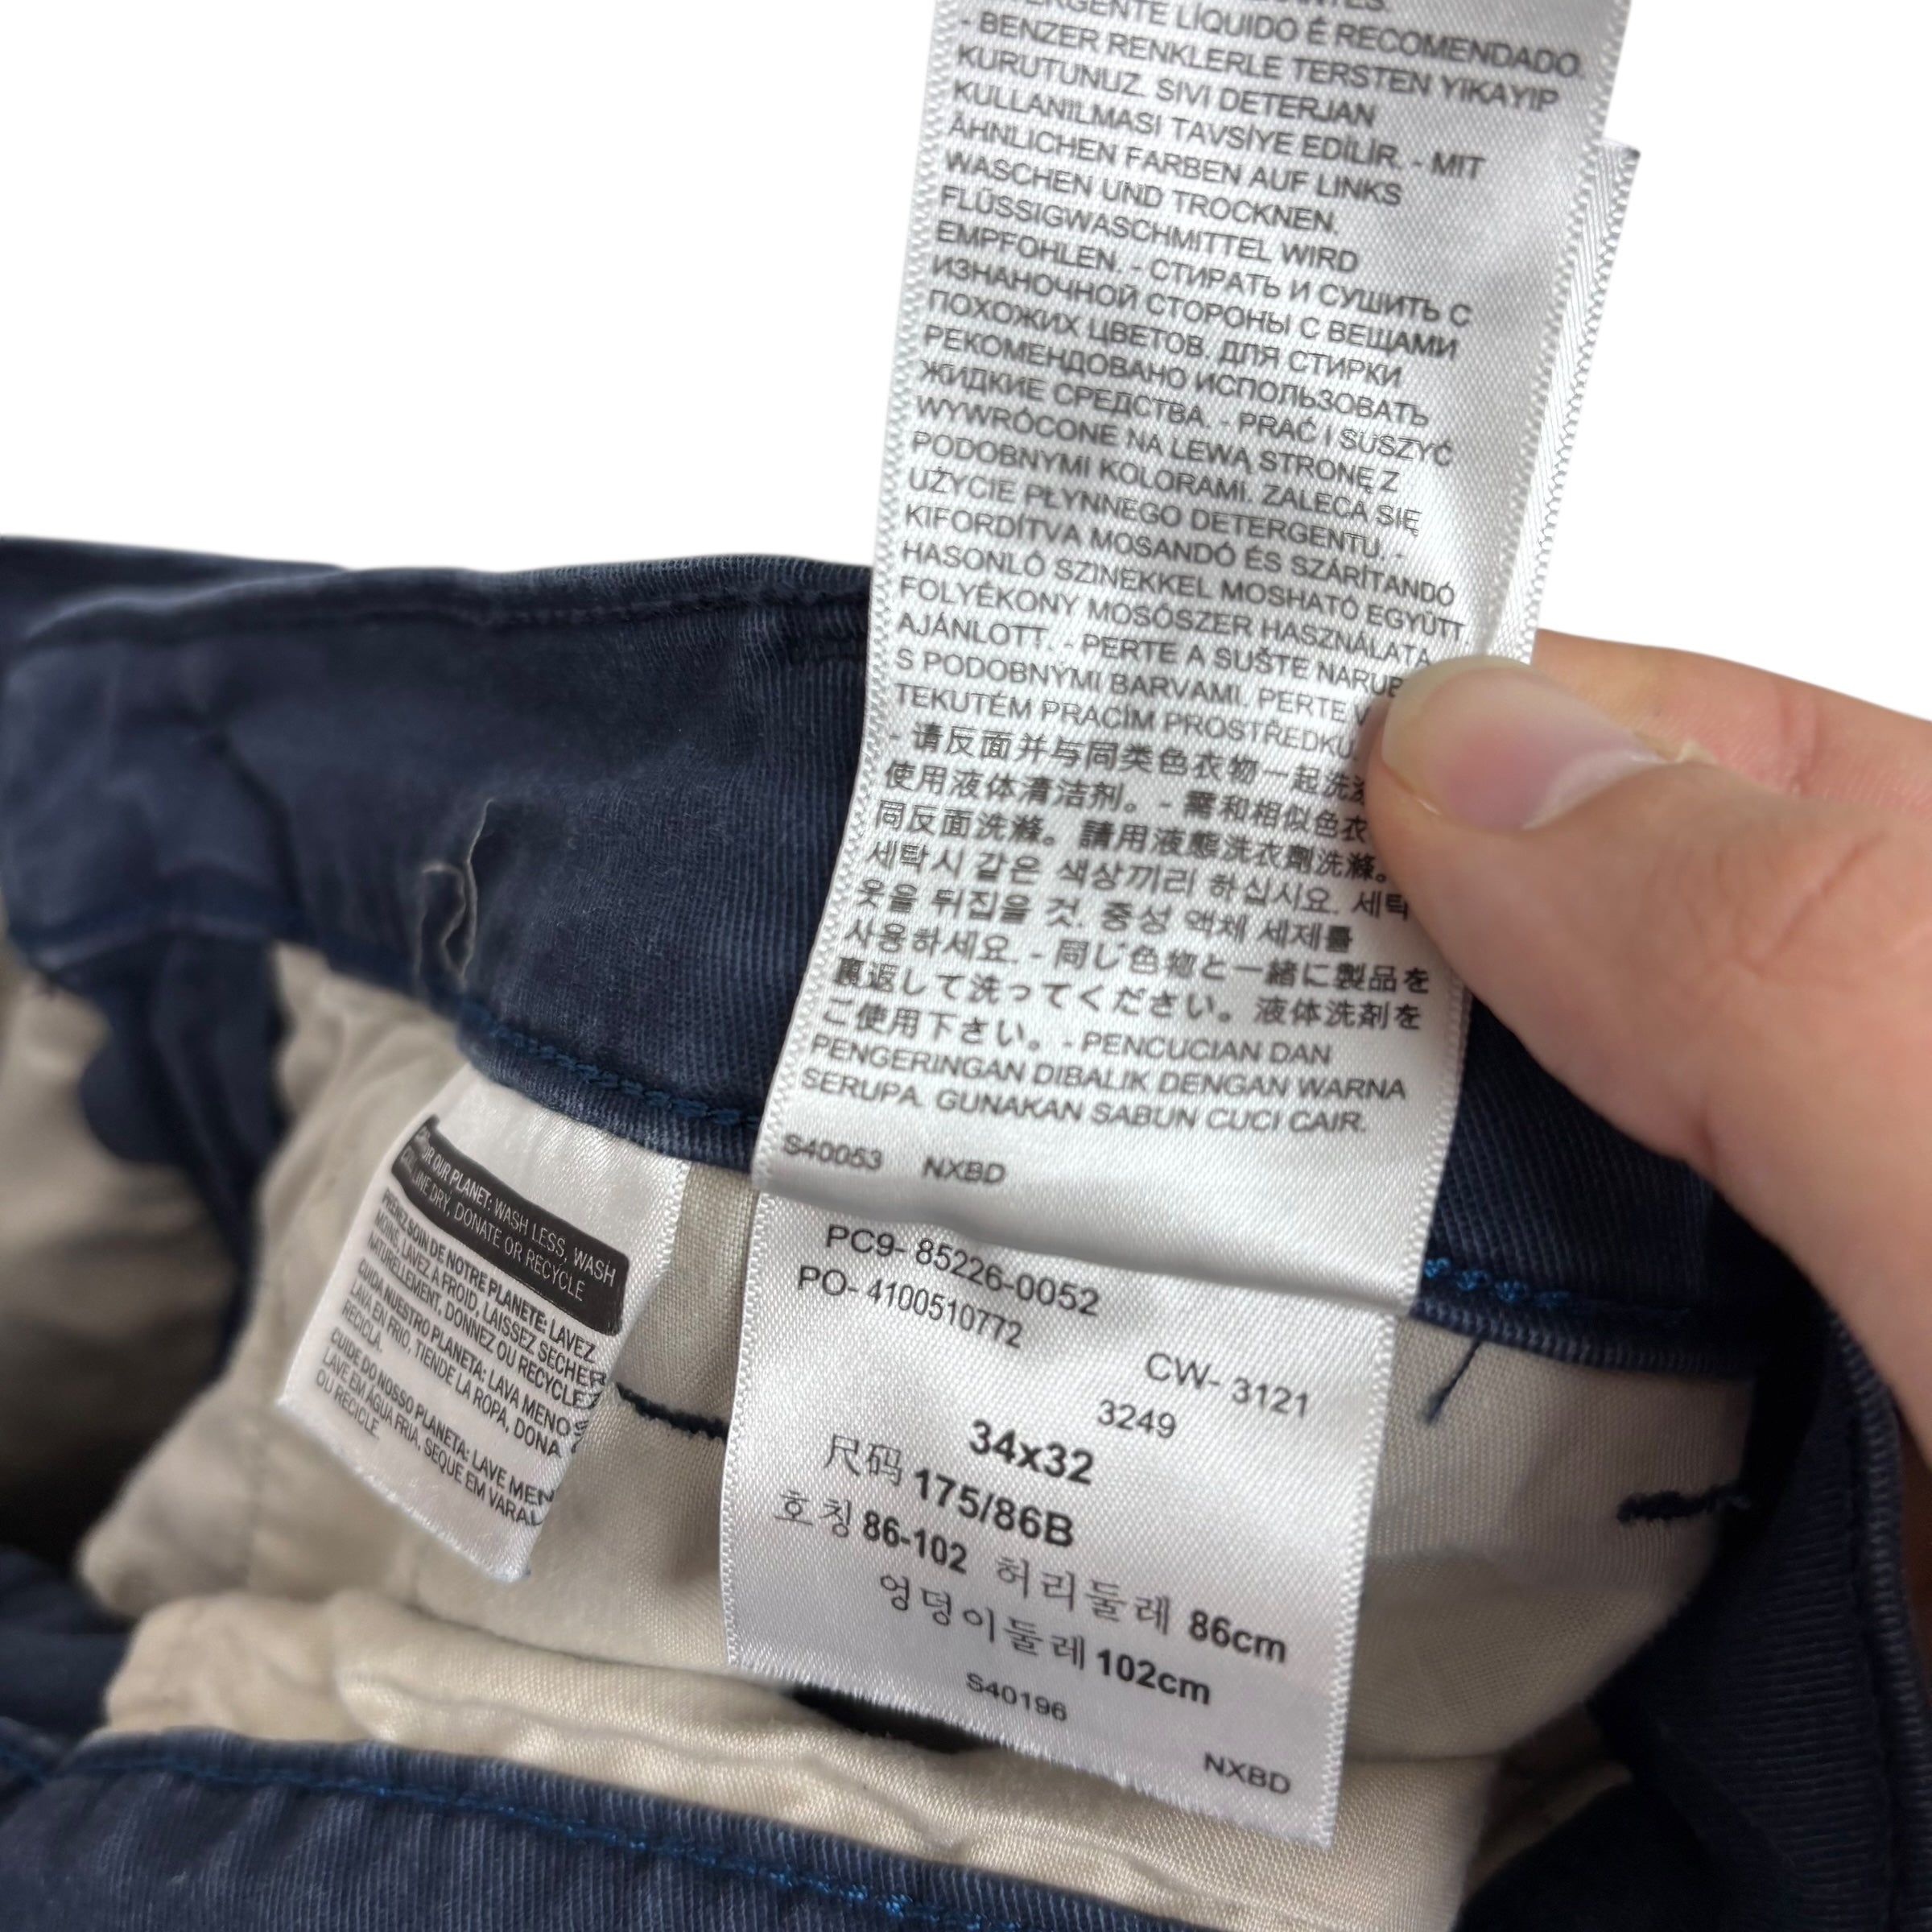 DETERGENTE LÍQUIDO É RECOMENDADO.
- BENZER RENKLERLE TERSTEN YIKAYIP
KURUTUNUZ. SIVI DETERJAN
KULLANILMASI TAVSİYE EDİLİR. - MIT
ÄHNLICHEN FARBEN AUF LINKS
WASCHEN UND TROCKNEN.
FLÜSSIGWASCHMITTEL WIRD
EMPFOHLEN. - СТИРАТЬ И СУШИТЬ С
ИЗНАНОЧНОЙ СТОРОНЫ С ВЕЩАМИ
ПОХОЖИХ ЦВЕТОВ. ДЛЯ СТИРКИ
РЕКОМЕНДОВАНО ИСПОЛЬЗОВАТЬ
ЖИДКИЕ СРЕДСТВА. - PRAĆ I SUSZYĆ
WYWRÓCONE NA LEWĄ STRONĘ Z
PODOBNYMI KOLORAMI. ZALECA SIĘ
UŻYCIE PŁYNNEGO DETERGENTU. -
KIFORDÍTVA MOSANDÓ ÉS SZÁRÍTANDÓ
HASONLÓ SZINEKKEL MOSHATÓ EGYÜTT
FOLYÉKONY MOSÓSZER HASZNÁLATA
AJÁNLOTT. - PERTE A SUŠTE NARUB
S PODOBNÝMI BARVAMI. PERTE V
TEKUTÉM PRACÍM PROSTŘEDKU.
- 请反面并与同类色衣物一起洗涤
使用液体清洁剂。- 需和相似色衣
同反面洗滌。請用液態洗衣劑洗滌。
세탁시 같은 색상끼리 하십시요. 세탁
옷을 뒤집을 것. 중성 액체 세제를
사용하세요. - 同じ色物と一緒に製品を
裏返して洗ってください。液体洗剤を
ご使用下さい。- PENCUCIAN DAN
PENGERINGAN DIBALIK DENGAN WARNA
SERUPA. GUNAKAN SABUN CUCI CAIR.
S40053 NXBD
FOR OUR PLANET: WASH LESS, WASH
LINE DRY, DONATE OR RECYCLE
PRENEZ SOIN DE NOTRE PLANÈTE: LAVEZ
MOINS, LAVEZ À FROID, LAISSEZ SÉCHER
NATURELLEMENT, DONNEZ OU RECYCLEZ
CUIDA NUESTRO PLANETA: LAVA MENOS
LAVA EN FRIO, TIENDE LA ROPA, DONA
RECICLA.
CUIDE DO NOSSO PLANETA: LAVE MEN
LAVE EM ÁGUA FRIA, SEQUE EM VARAL
OU RECICLE.
PC9- 85226-0052
PO- 4100510772
CW- 3121
3249
34x32
尺码 175/86B
호칭 86-102 허리둘레 86cm
엉덩이둘레 102cm
S40196
NXBD